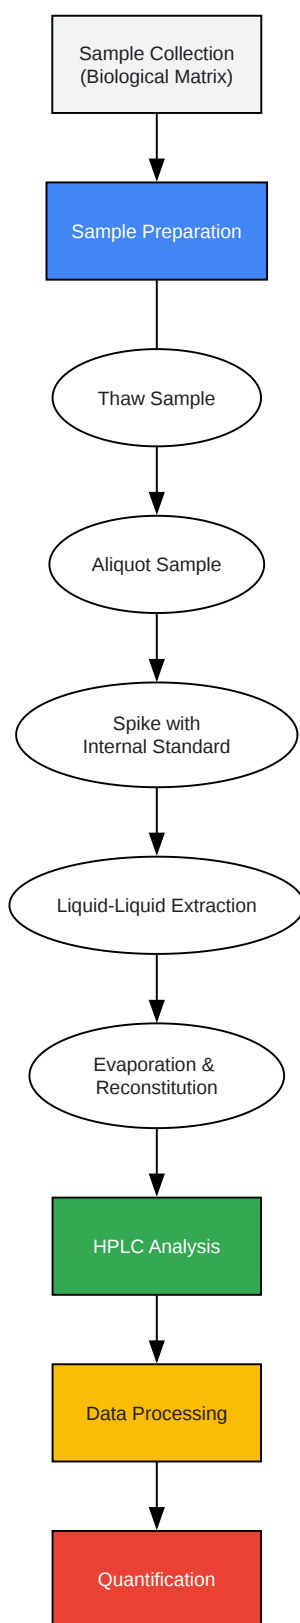 Sample Collection
(Biological Matrix)
Sample Preparation
Thaw Sample
Aliquot Sample
Spike with
Internal Standard
Liquid-Liquid Extraction
Evaporation &
Reconstitution
HPLC Analysis
Data Processing
Quantification